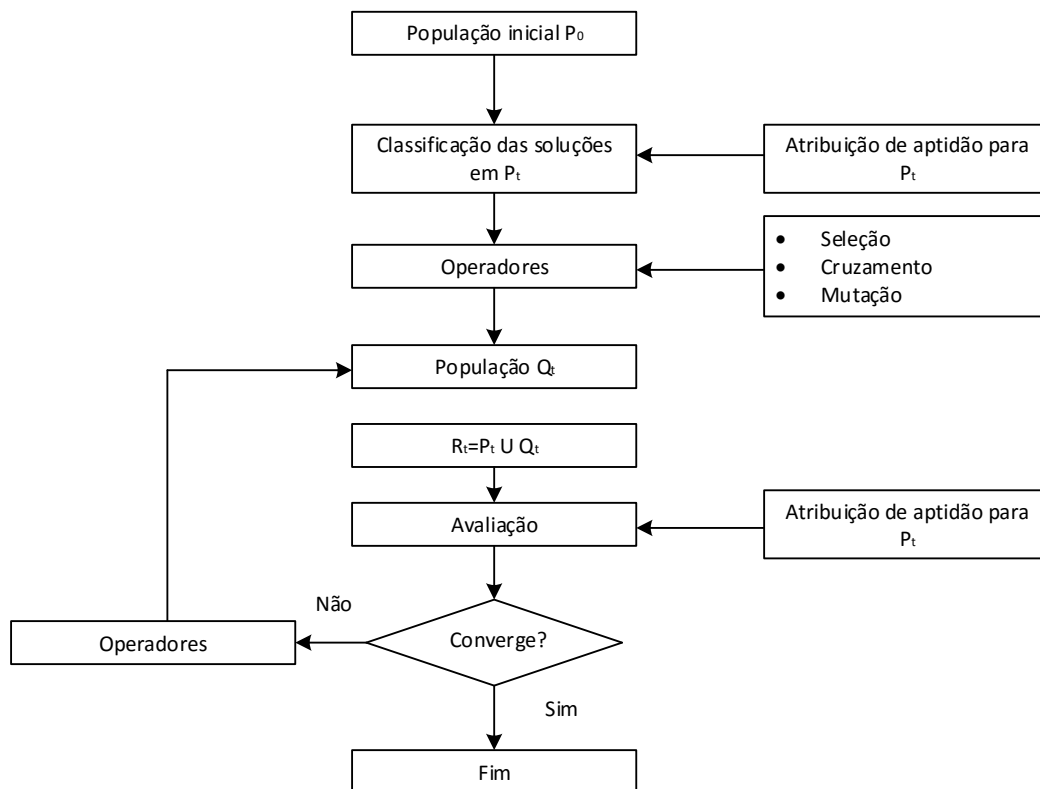 População inicial P₀
Classificação das soluções
em Pₜ
Atribuição de aptidão para
Pₜ
Operadores
• Seleção
• Cruzamento
• Mutação
População Qₜ
Rₜ=Pₜ U Qₜ
Avaliação
Atribuição de aptidão para
Pₜ
Não
Operadores
Converge?
Sim
Fim